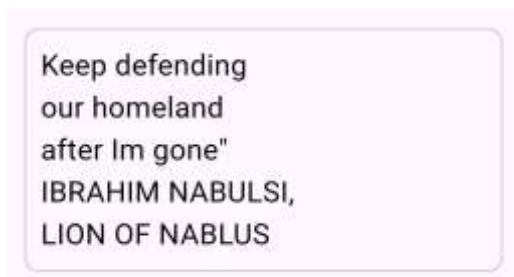 Keep defending
our homeland
after Im gone"
IBRAHIM NABULSI,
LION OF NABLUS